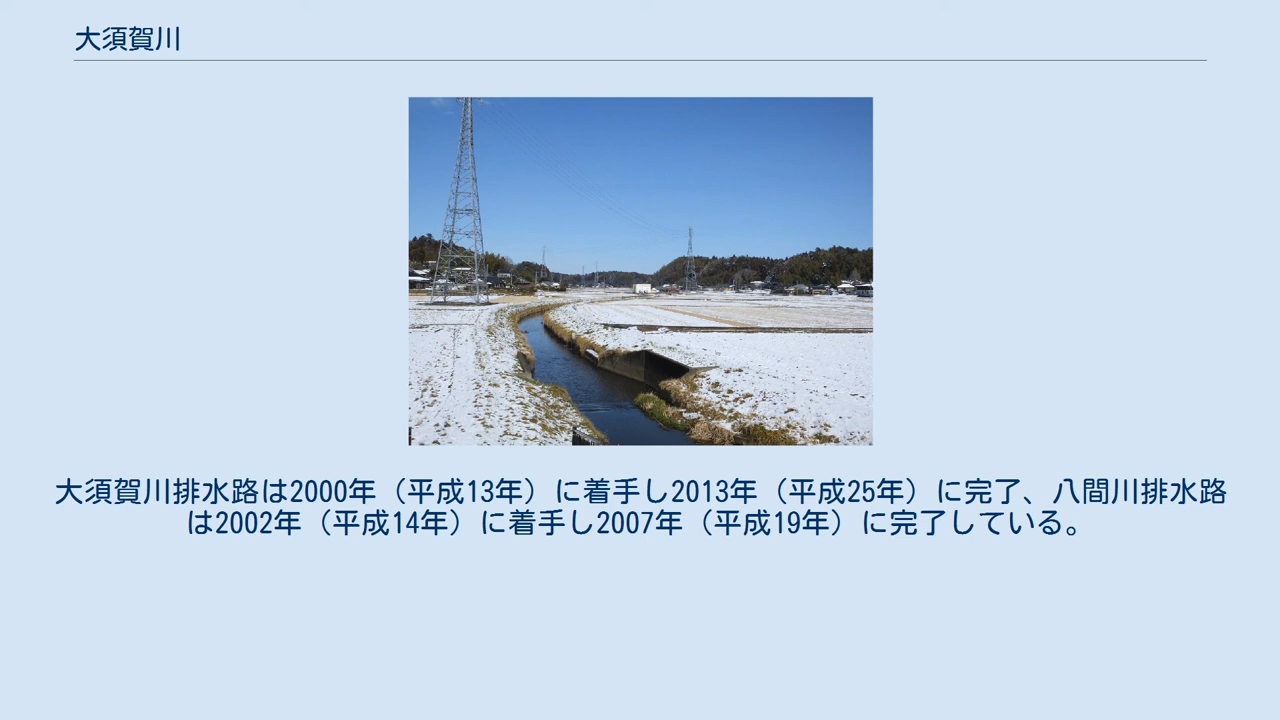 大須賀川
大須賀川排水路は2000年（平成13年）に着手し2013年（平成25年）に完了、八間川排水路
は2002年（平成14年）に着手し2007年（平成19年）に完了している。